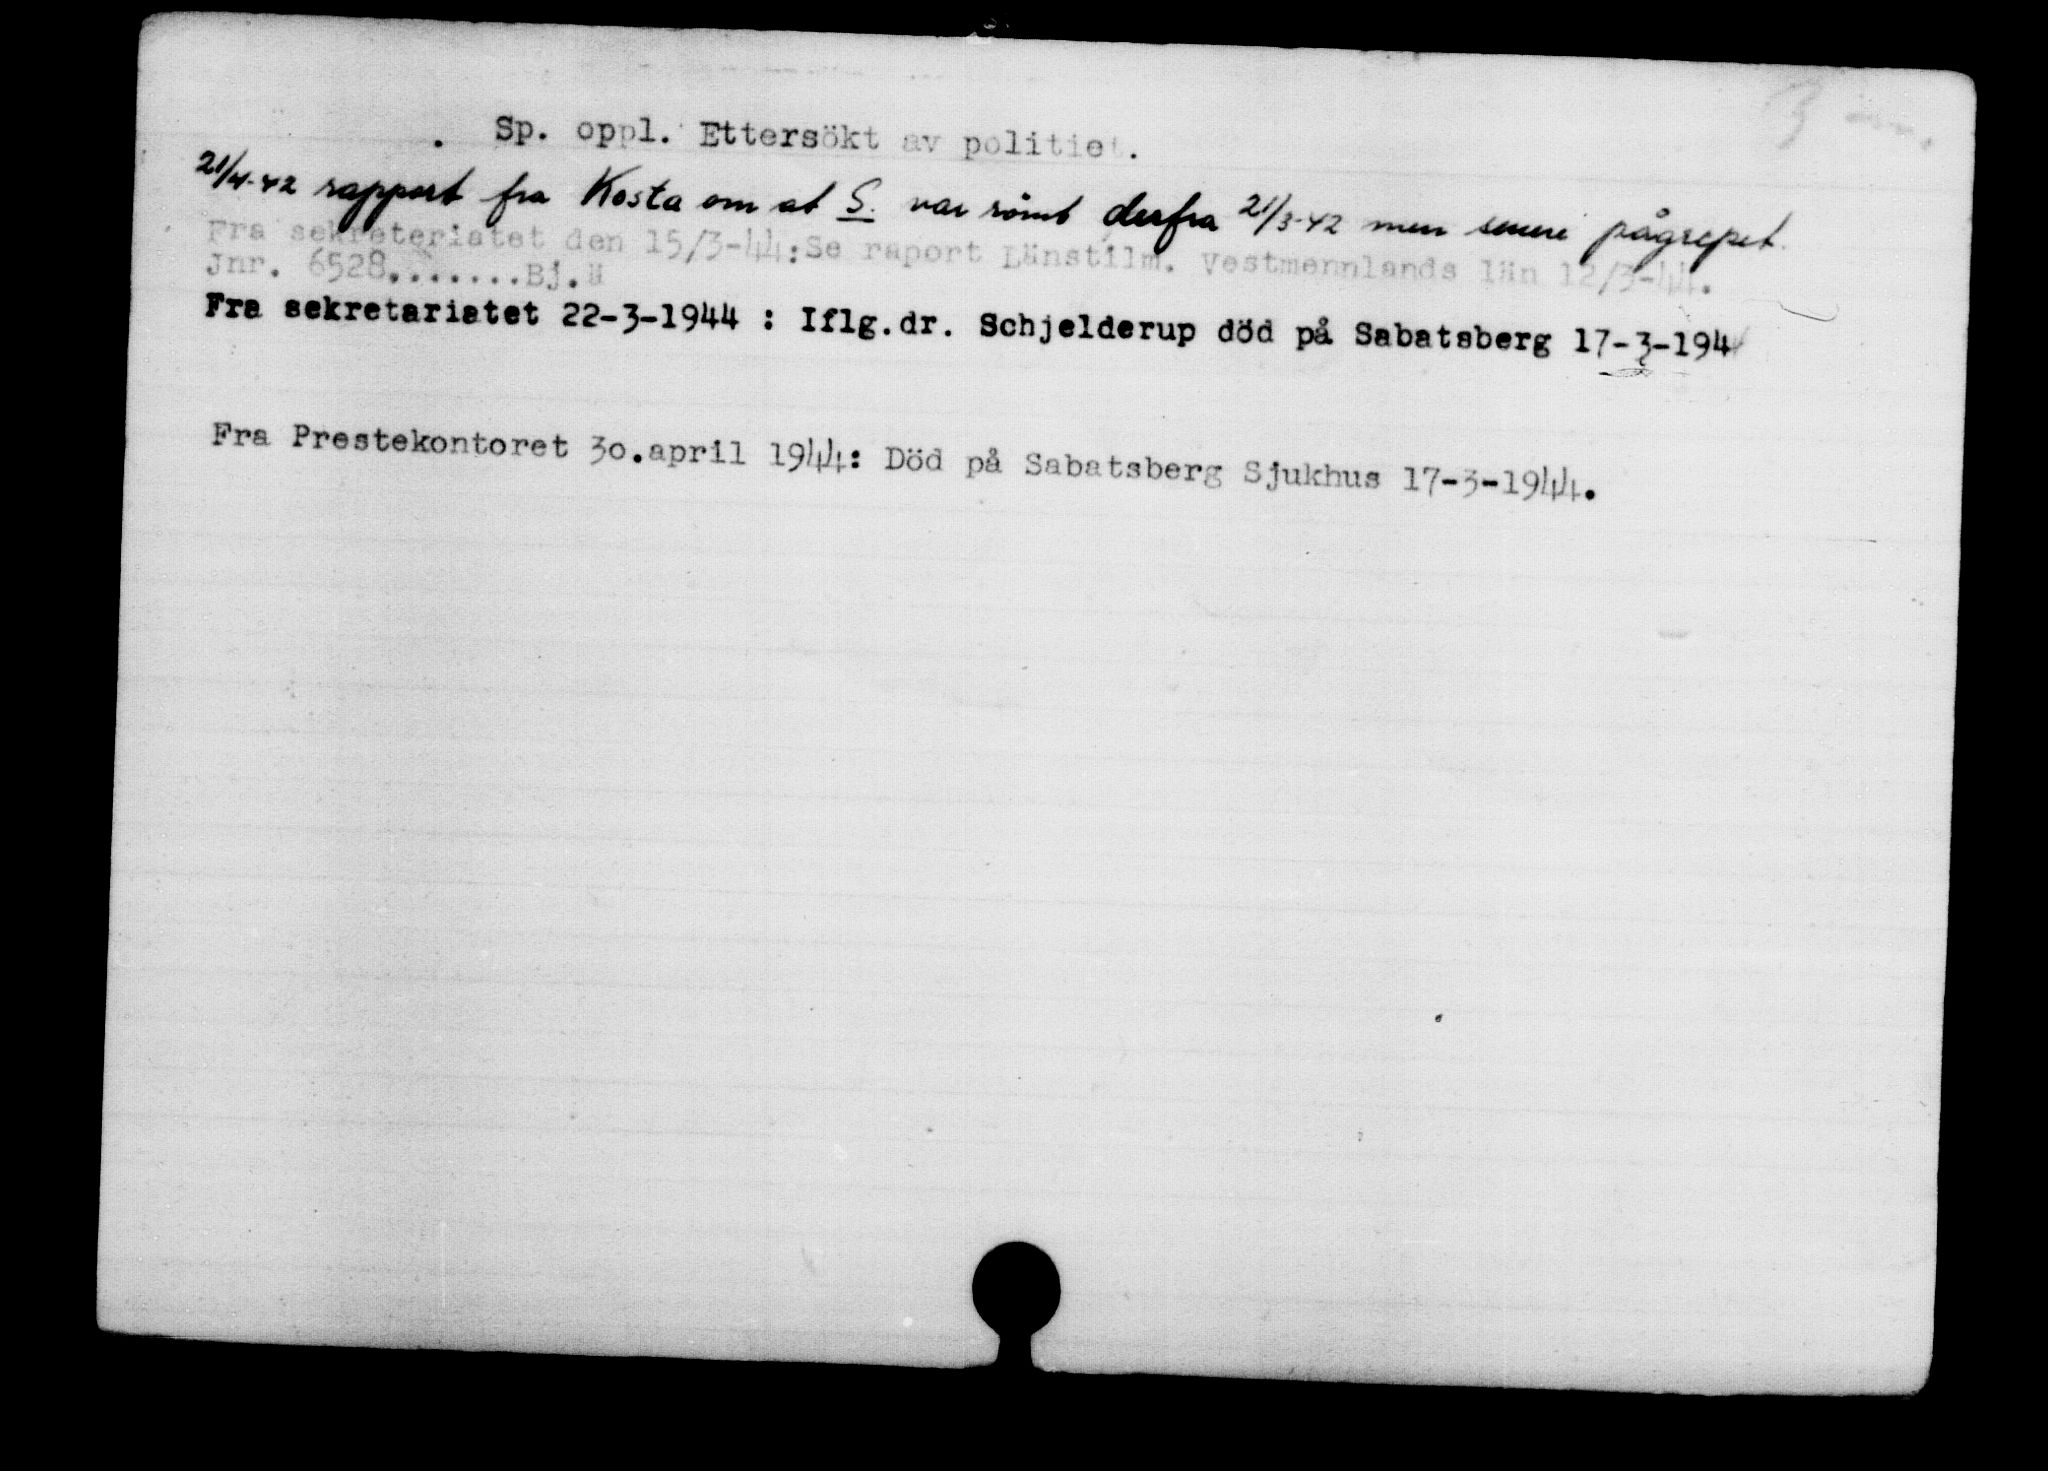 . Sp. oppl. Ettersökt av politiet.
21/4-42 rapport fra Kosta om at S. var römt derfra 21/3-42 men senere pågrepet.
Fra sekreteriatet den 15/3-44:Se raport Länstilm. Vestmennlands län 12/3-44.
Jnr. 6528.......Bj.ä
Fra sekretariatet 22-3-1944 : Iflg.dr. Schjelderup död på Sabatsberg 17-3-1944
Fra Prestekontoret 30.april 1944: Död på Sabatsberg Sjukhus 17-3-1944.